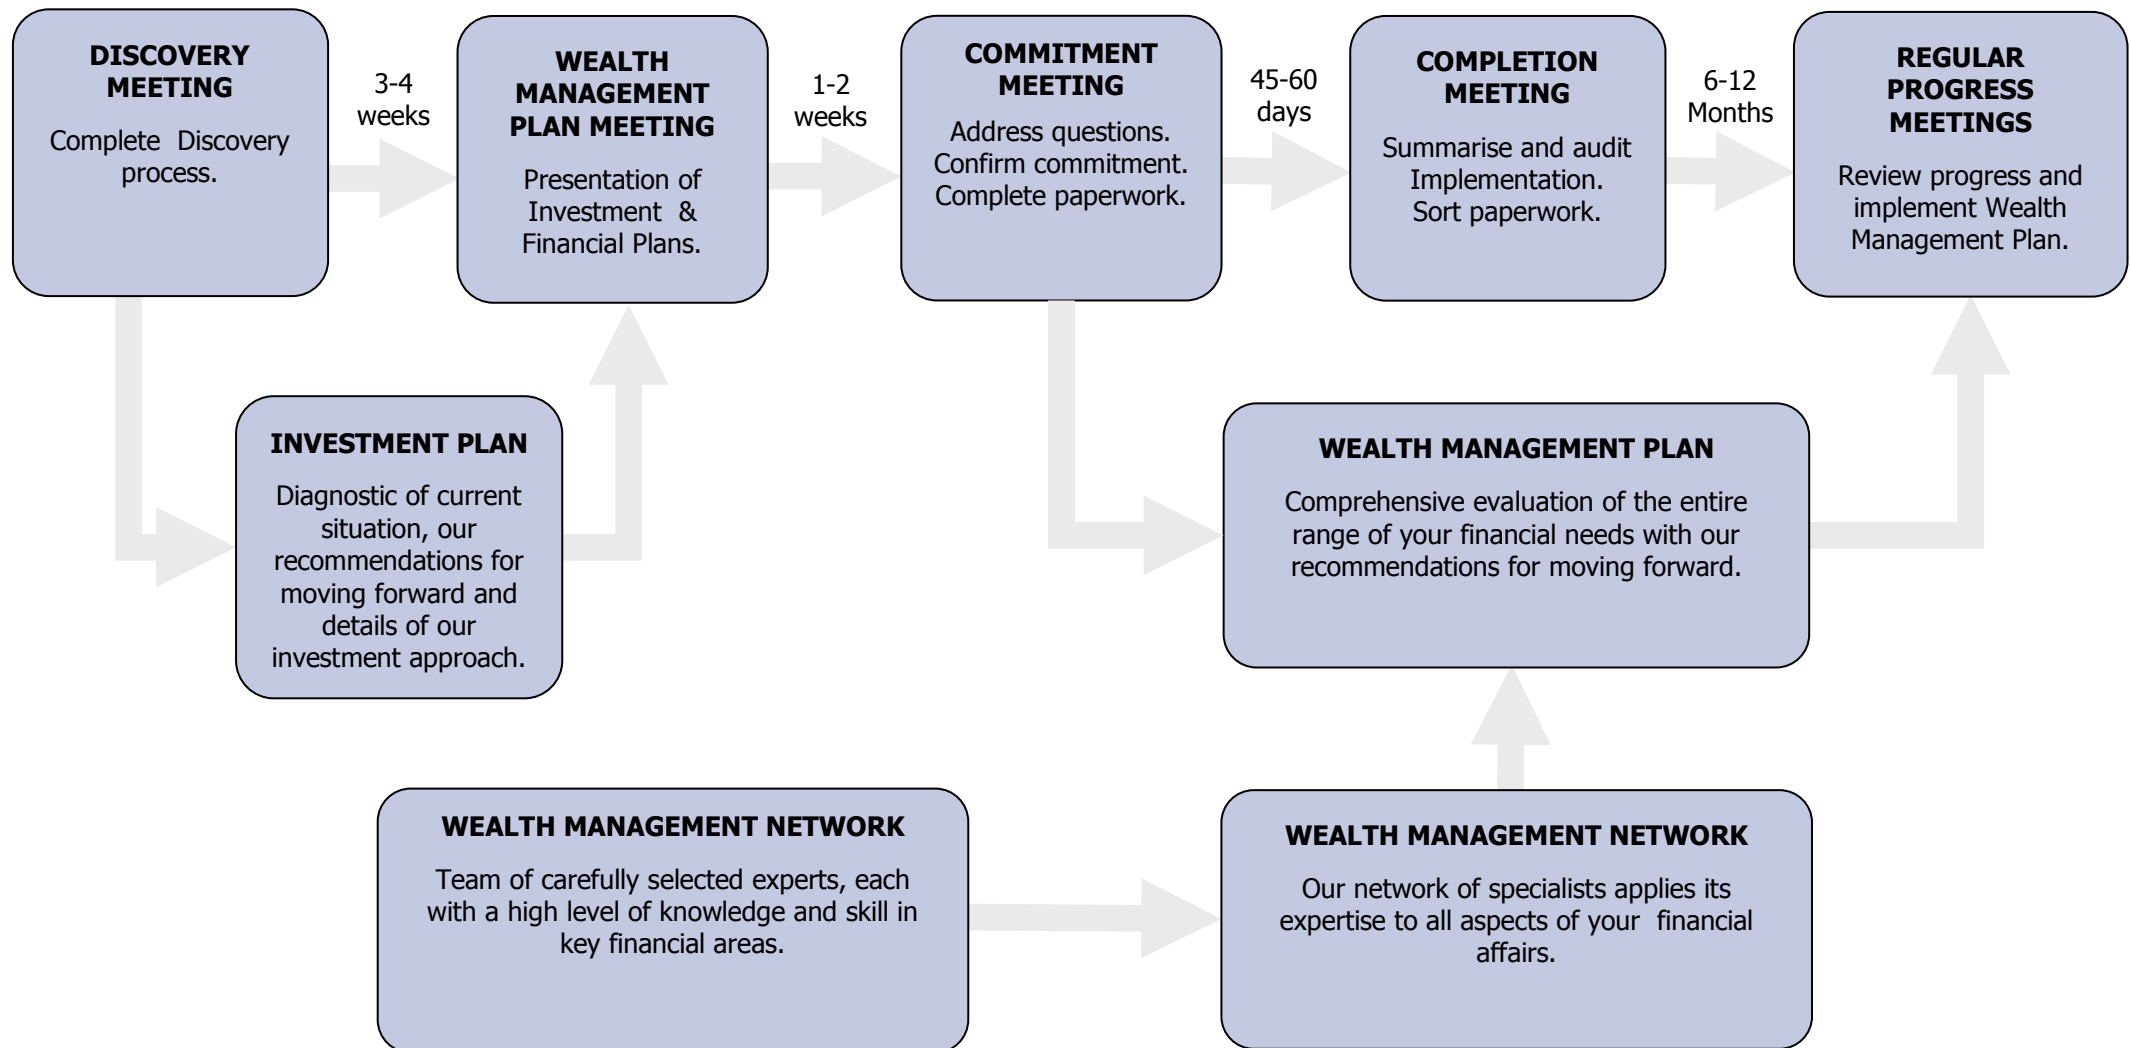 DISCOVERY
MEETING
Complete  Discovery
process.
3-4
weeks
WEALTH
MANAGEMENT
PLAN MEETING
Presentation of
Investment  &
Financial Plans.
1-2
weeks
COMMITMENT
MEETING
Address questions.
Confirm commitment.
Complete paperwork.
45-60
days
COMPLETION
MEETING
Summarise and audit
Implementation.
Sort paperwork.
6-12
Months
REGULAR
PROGRESS
MEETINGS
Review progress and
implement Wealth
Management Plan.
INVESTMENT PLAN
Diagnostic of current
situation, our
recommendations for
moving forward and
details of our
investment approach.
WEALTH MANAGEMENT PLAN
Comprehensive evaluation of the entire
range of your financial needs with our
recommendations for moving forward.
WEALTH MANAGEMENT NETWORK
Team of carefully selected experts, each
with a high level of knowledge and skill in
key financial areas.
WEALTH MANAGEMENT NETWORK
Our network of specialists applies its
expertise to all aspects of your  financial
affairs.